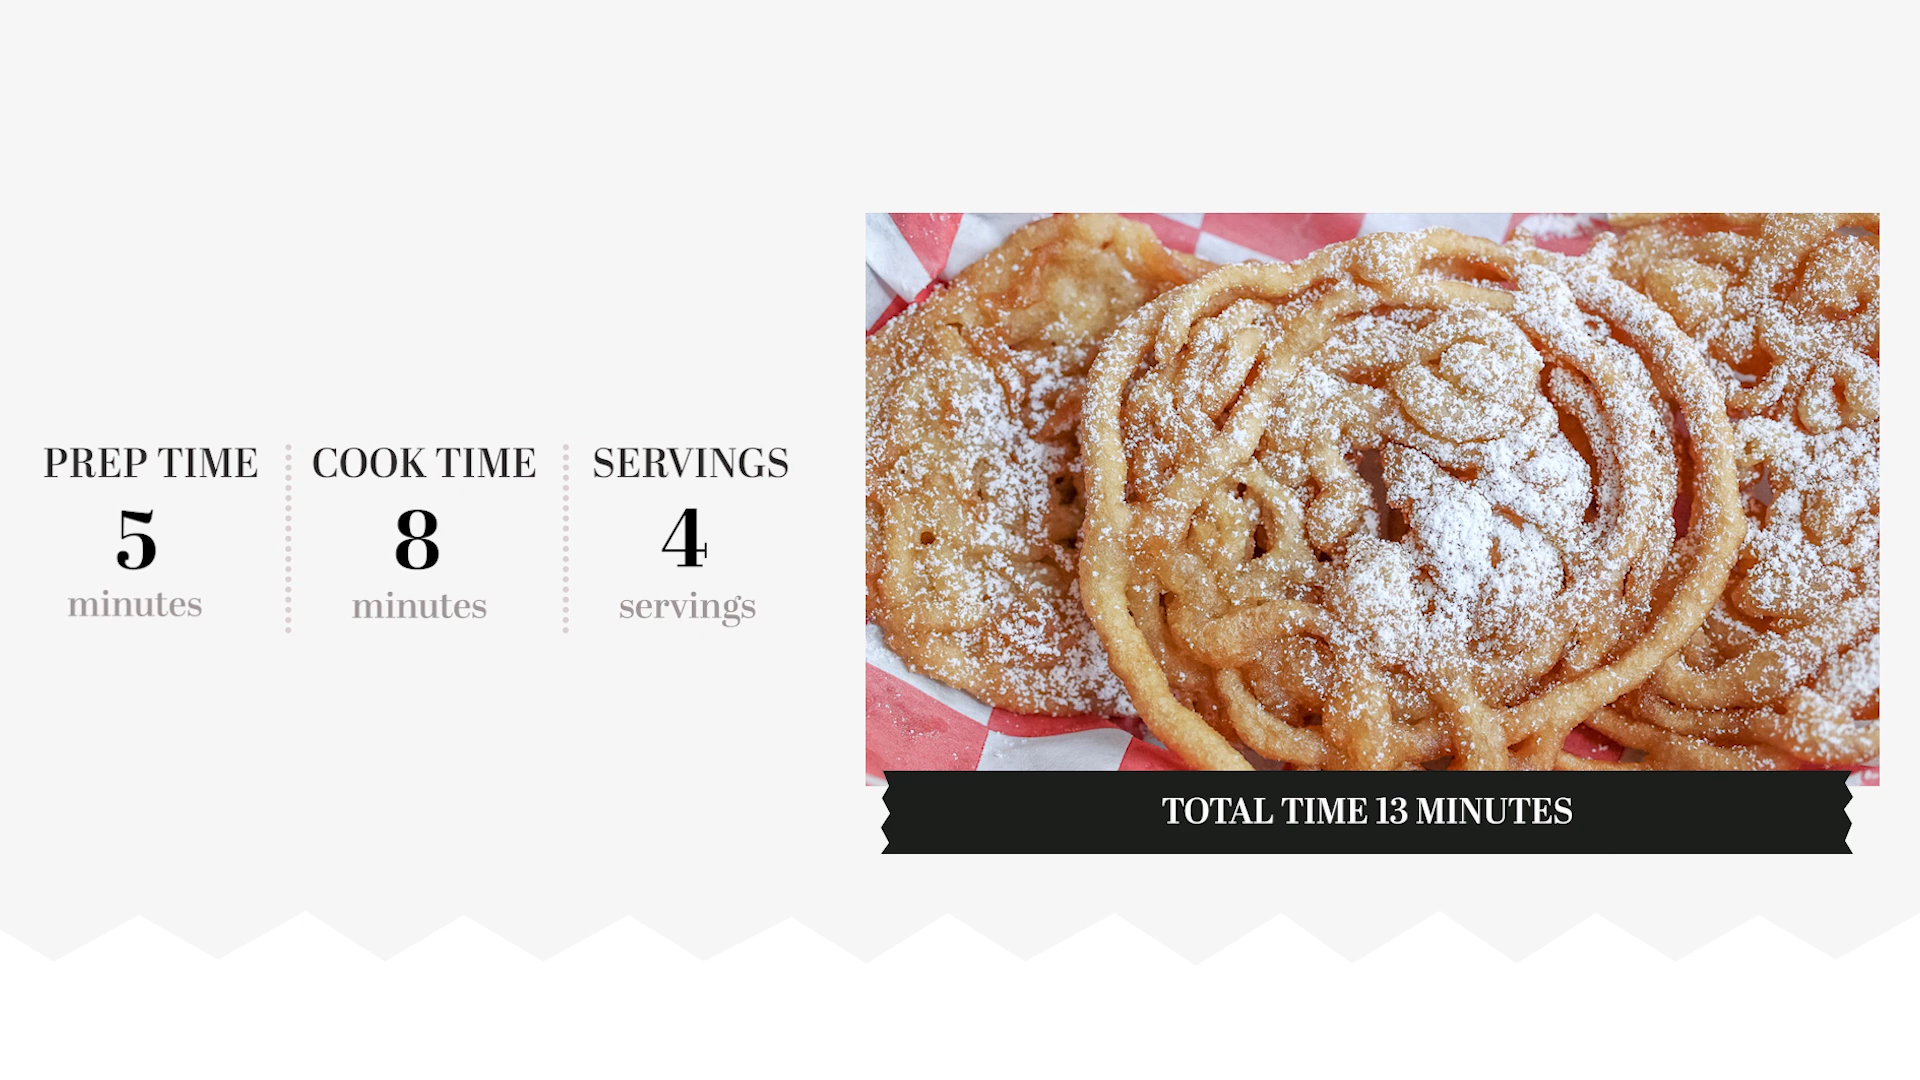 PREP TIME
5
minutes
COOK TIME
8
minutes
SERVINGS
4
servings
TOTAL TIME 13 MINUTES